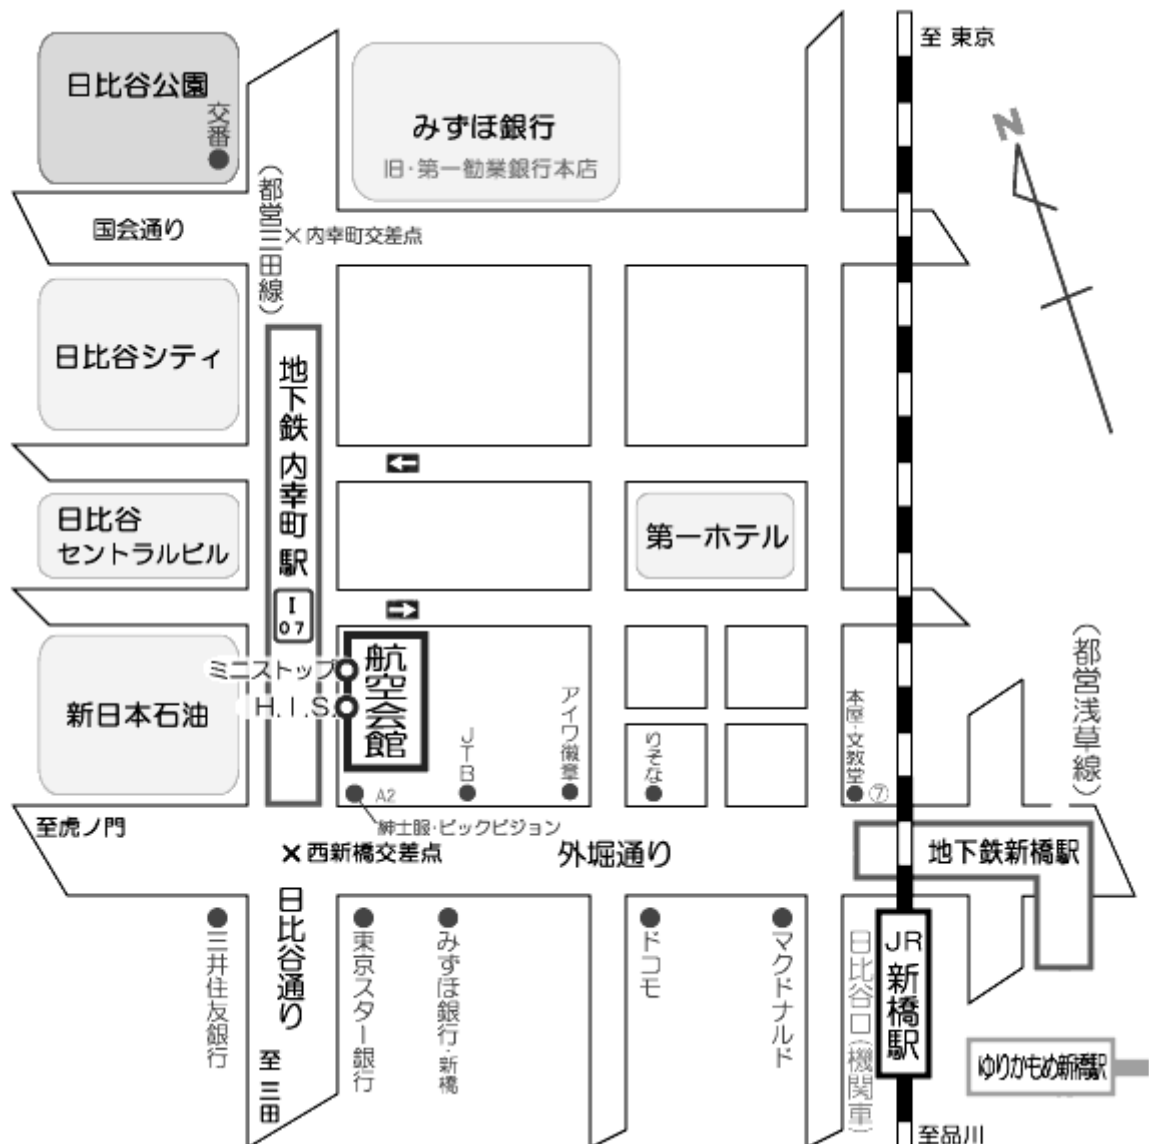 至 東京
日比谷公園
交番
みずほ銀行
旧・第一勧業銀行本店
N
(都営三田線)
国会通り
×内幸町交差点
日比谷シティ
地下鉄 内幸町 駅
I
07
日比谷
セントラルビル
第一ホテル
ミニストップ
H.I.S.
航空会館
新日本石油
JTB
アイワ徽章
りそな
本屋・文教堂
⑦
(都営浅草線)
A2
紳士服・ビックビジョン
至虎ノ門
×西新橋交差点
外堀通り
地下鉄新橋駅
日比谷通り
三井住友銀行
東京スター銀行
みずほ銀行・新橋
ドコモ
マクドナルド
日比谷口(機関車)
JR
新橋駅
ゆりかもめ新橋駅
至 三田
至品川